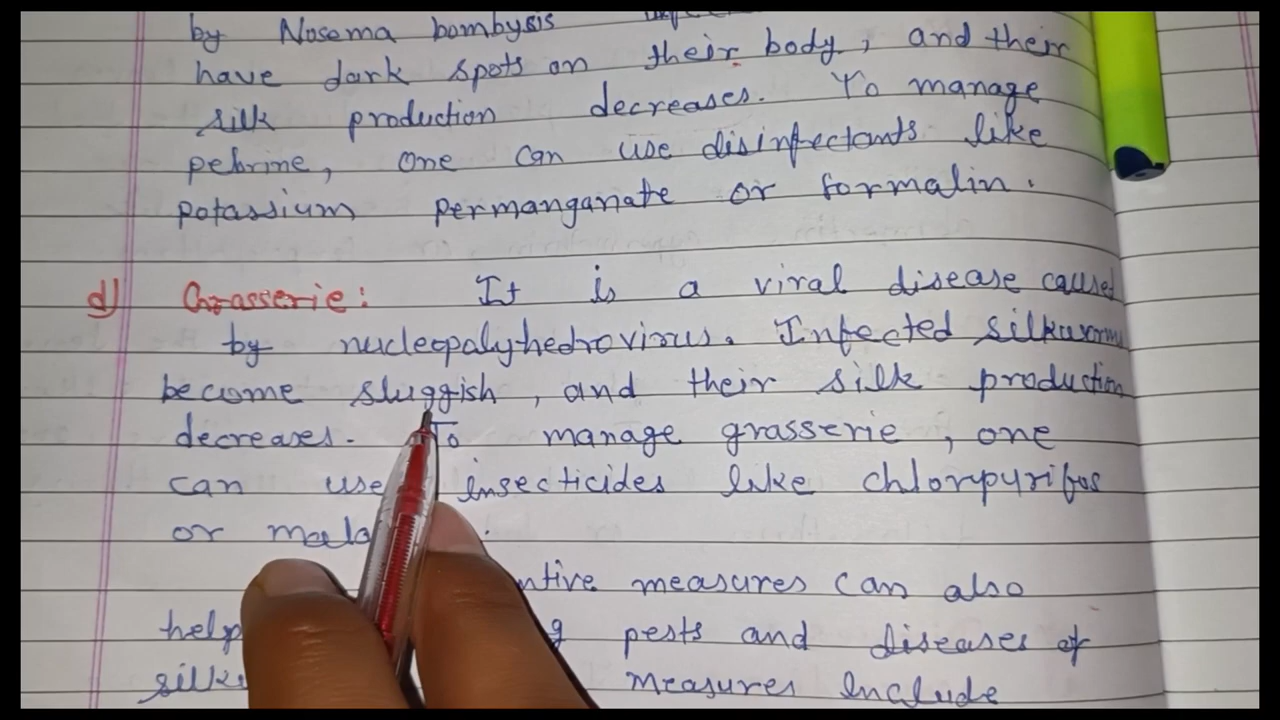 by Nosema bombysis
have dark spots on their body, and their
silk production decreases. To manage
pebrine, one can use disinfectants like
potassium permanganate or formalin.
d) Grasserie: It is a viral disease caused
by nucleopalyhedrovirus. Infected silkworms
become sluggish, and their silk production
decreases. To manage grasserie, one
can use insecticides like chlorpyrifos
or
measures can also
help pests and diseases of
measures include